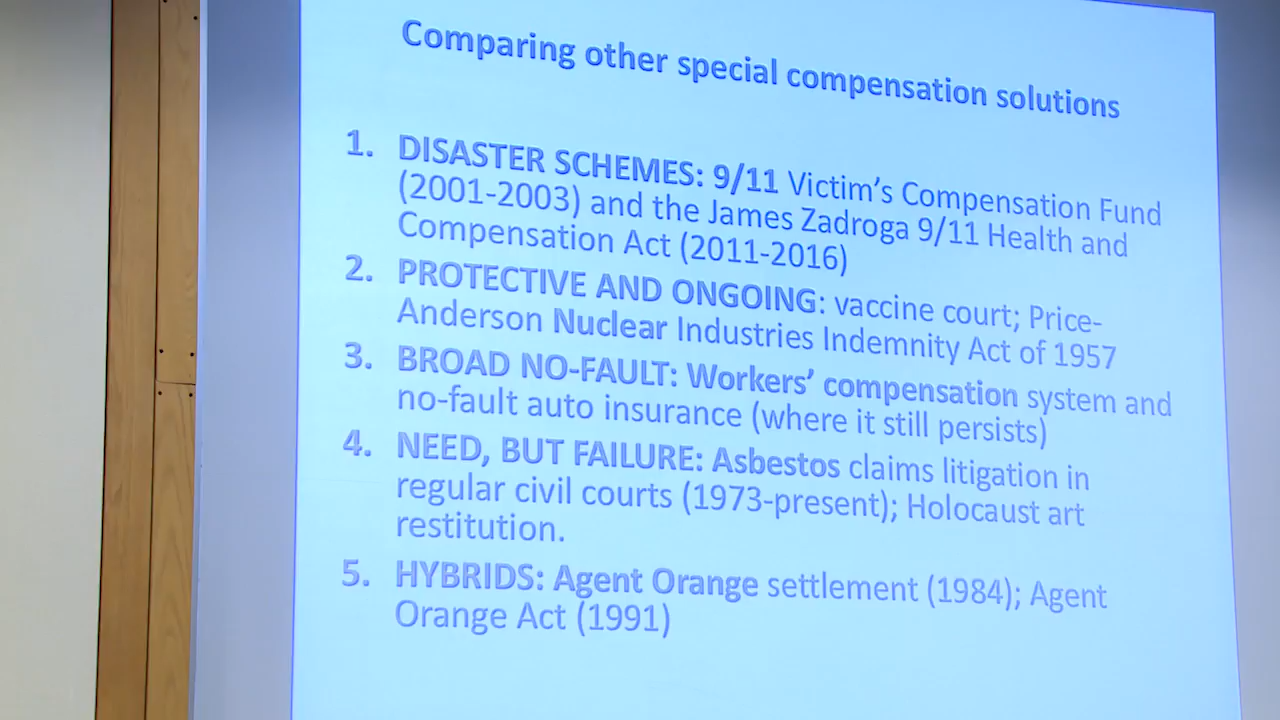 Comparing other special compensation solutions
1. DISASTER SCHEMES: 9/11 Victim's Compensation Fund
(2001-2003) and the James Zadroga 9/11 Health and
Compensation Act (2011-2016)
2. PROTECTIVE AND ONGOING: vaccine court; Price-
Anderson Nuclear Industries Indemnity Act of 1957
3. BROAD NO-FAULT: Workers' compensation system and
no-fault auto insurance (where it still persists)
4. NEED, BUT FAILURE: Asbestos claims litigation in
regular civil courts (1973-present); Holocaust art
restitution.
5. HYBRIDS: Agent Orange settlement (1984); Agent
Orange Act (1991)